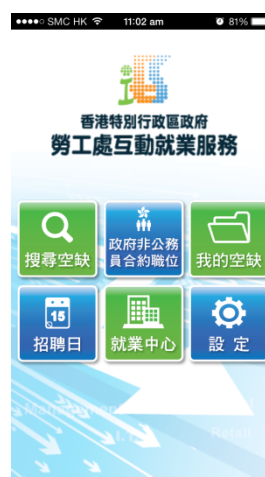 SMC HK 11:02 am 81%
香港特別行政區政府
勞工處互動就業服務
搜尋空缺
政府非公務
員合約職位
我的空缺
15
招聘日
就業中心
設 定
Retail